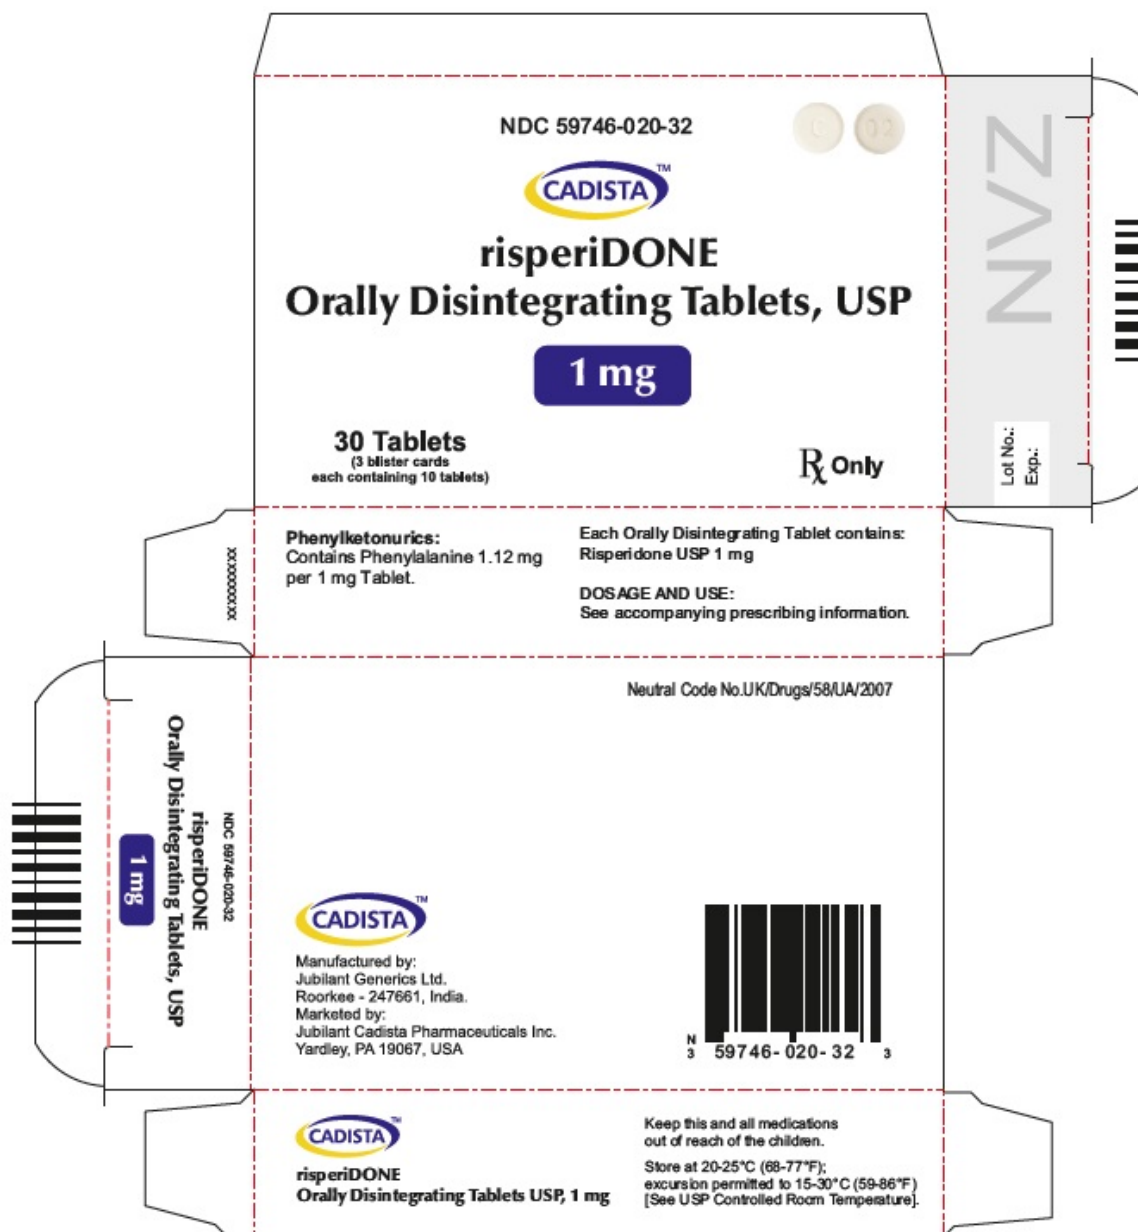 NDC 59746-020-32
C
02
CADISTA™
risperiDONE
Orally Disintegrating Tablets, USP
1 mg
30 Tablets
(3 blister cards
each containing 10 tablets)
℞ Only
NVZ
Lot No.:
Exp.:
XXXXXXXXX
Phenylketonurics:
Contains Phenylalanine 1.12 mg
per 1 mg Tablet.
Each Orally Disintegrating Tablet contains:
Risperidone USP 1 mg
DOSAGE AND USE:
See accompanying prescribing information.
NDC 59746-020-32
risperiDONE
Orally Disintegrating Tablets, USP
1 mg
Neutral Code No.UK/Drugs/58/UA/2007
CADISTA™
Manufactured by:
Jubilant Generics Ltd.
Roorkee - 247661, India.
Marketed by:
Jubilant Cadista Pharmaceuticals Inc.
Yardley, PA 19067, USA
N
3 59746-020-32 3
CADISTA™
risperiDONE
Orally Disintegrating Tablets USP, 1 mg
Keep this and all medications
out of reach of the children.
Store at 20-25°C (68-77°F);
excursion permitted to 15-30°C (59-86°F)
[See USP Controlled Room Temperature].